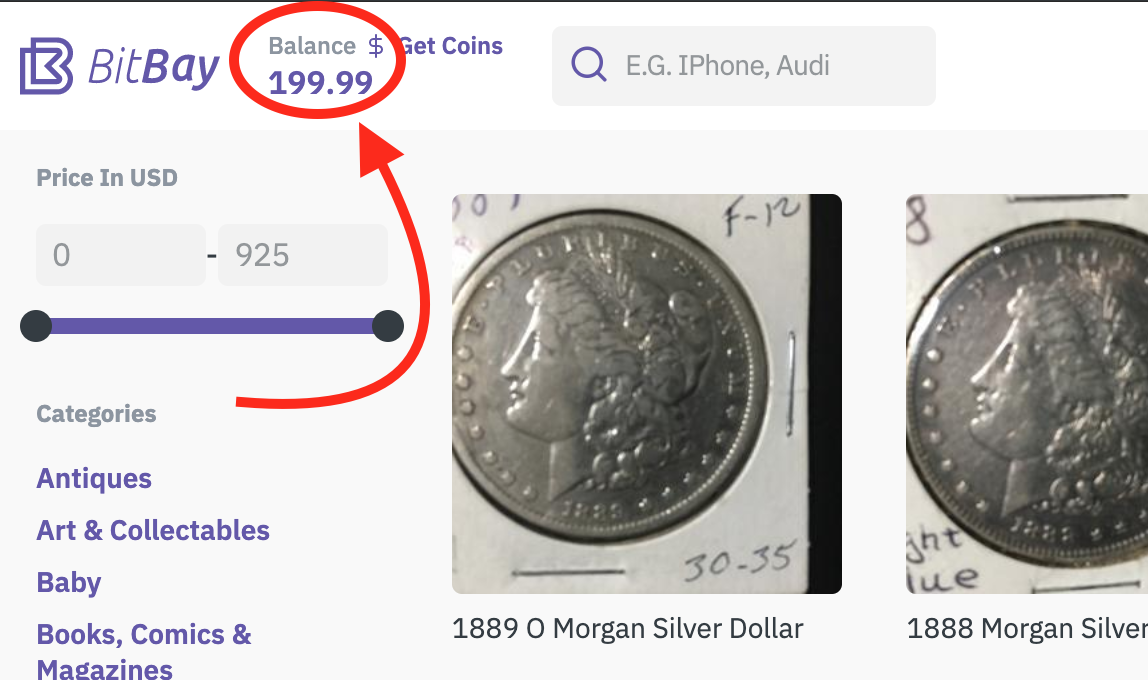 BitBay
Balance $ Get Coins
199.99
E.G. IPhone, Audi
Price In USD
0 - 925
Categories
Antiques
Art & Collectables
Baby
Books, Comics &
Magazines
F-12
1889
30-35
1889 O Morgan Silver Dollar
8
1888
ght
lue
1888 Morgan Silver